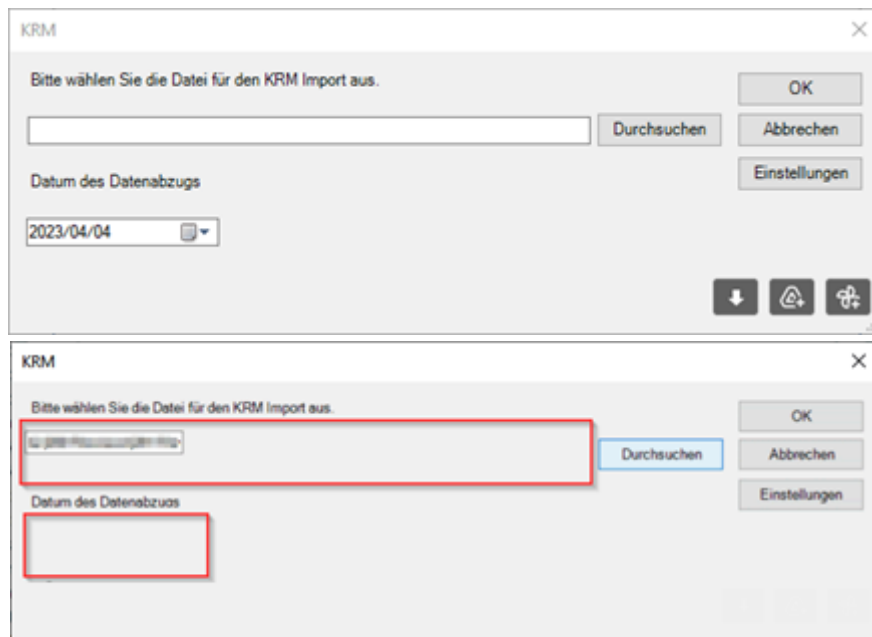 KRM
Bitte wählen Sie die Datei für den KRM Import aus.
OK
Durchsuchen
Abbrechen
Datum des Datenabzugs
Einstellungen
2023/04/04
KRM
Bitte wählen Sie die Datei für den KRM Import aus.
OK
Durchsuchen
Abbrechen
Datum des Datenabzugs
Einstellungen